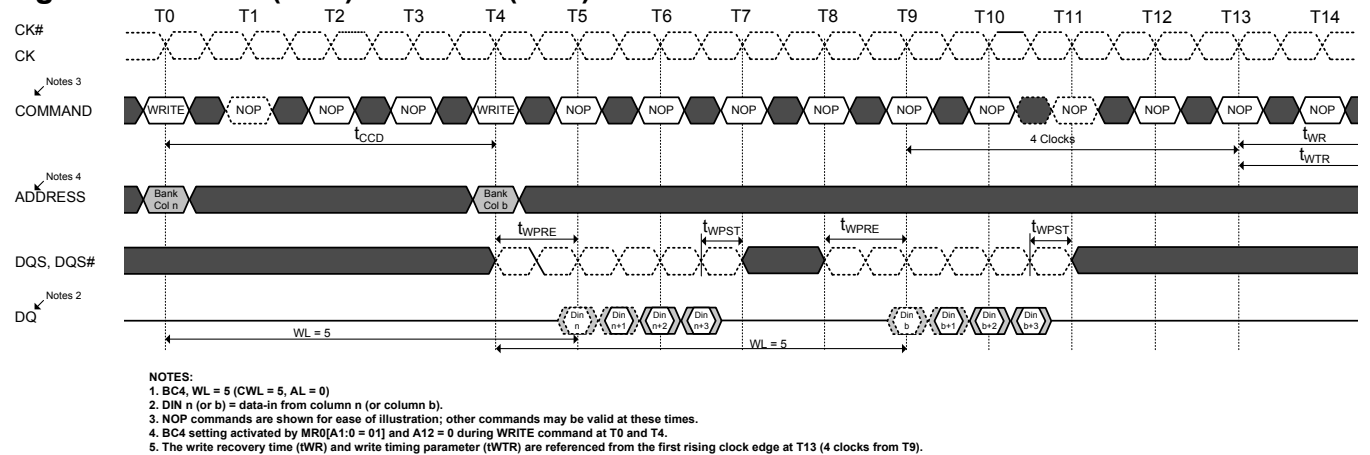 T0 T1 T2 T3 T4 T5 T6 T7 T8 T9 T10 T11 T12 T13 T14
CK#
CK
Notes 3
COMMAND WRITE NOP NOP NOP WRITE NOP NOP NOP NOP NOP NOP NOP NOP NOP NOP
tCCD 4 Clocks tWR
tWTR
Notes 4
ADDRESS Bank Col n Bank Col b
tWPRE tWPST tWPRE tWPST
DQS, DQS#
Notes 2
DQ Din n Din n+1 Din n+2 Din n+3 Din b Din b+1 Din b+2 Din b+3
WL = 5 WL = 5
NOTES:
1. BC4, WL = 5 (CWL = 5, AL = 0)
2. DIN n (or b) = data-in from column n (or column b).
3. NOP commands are shown for ease of illustration; other commands may be valid at these times.
4. BC4 setting activated by MR0[A1:0 = 01] and A12 = 0 during WRITE command at T0 and T4.
5. The write recovery time (tWR) and write timing parameter (tWTR) are referenced from the first rising clock edge at T13 (4 clocks from T9).